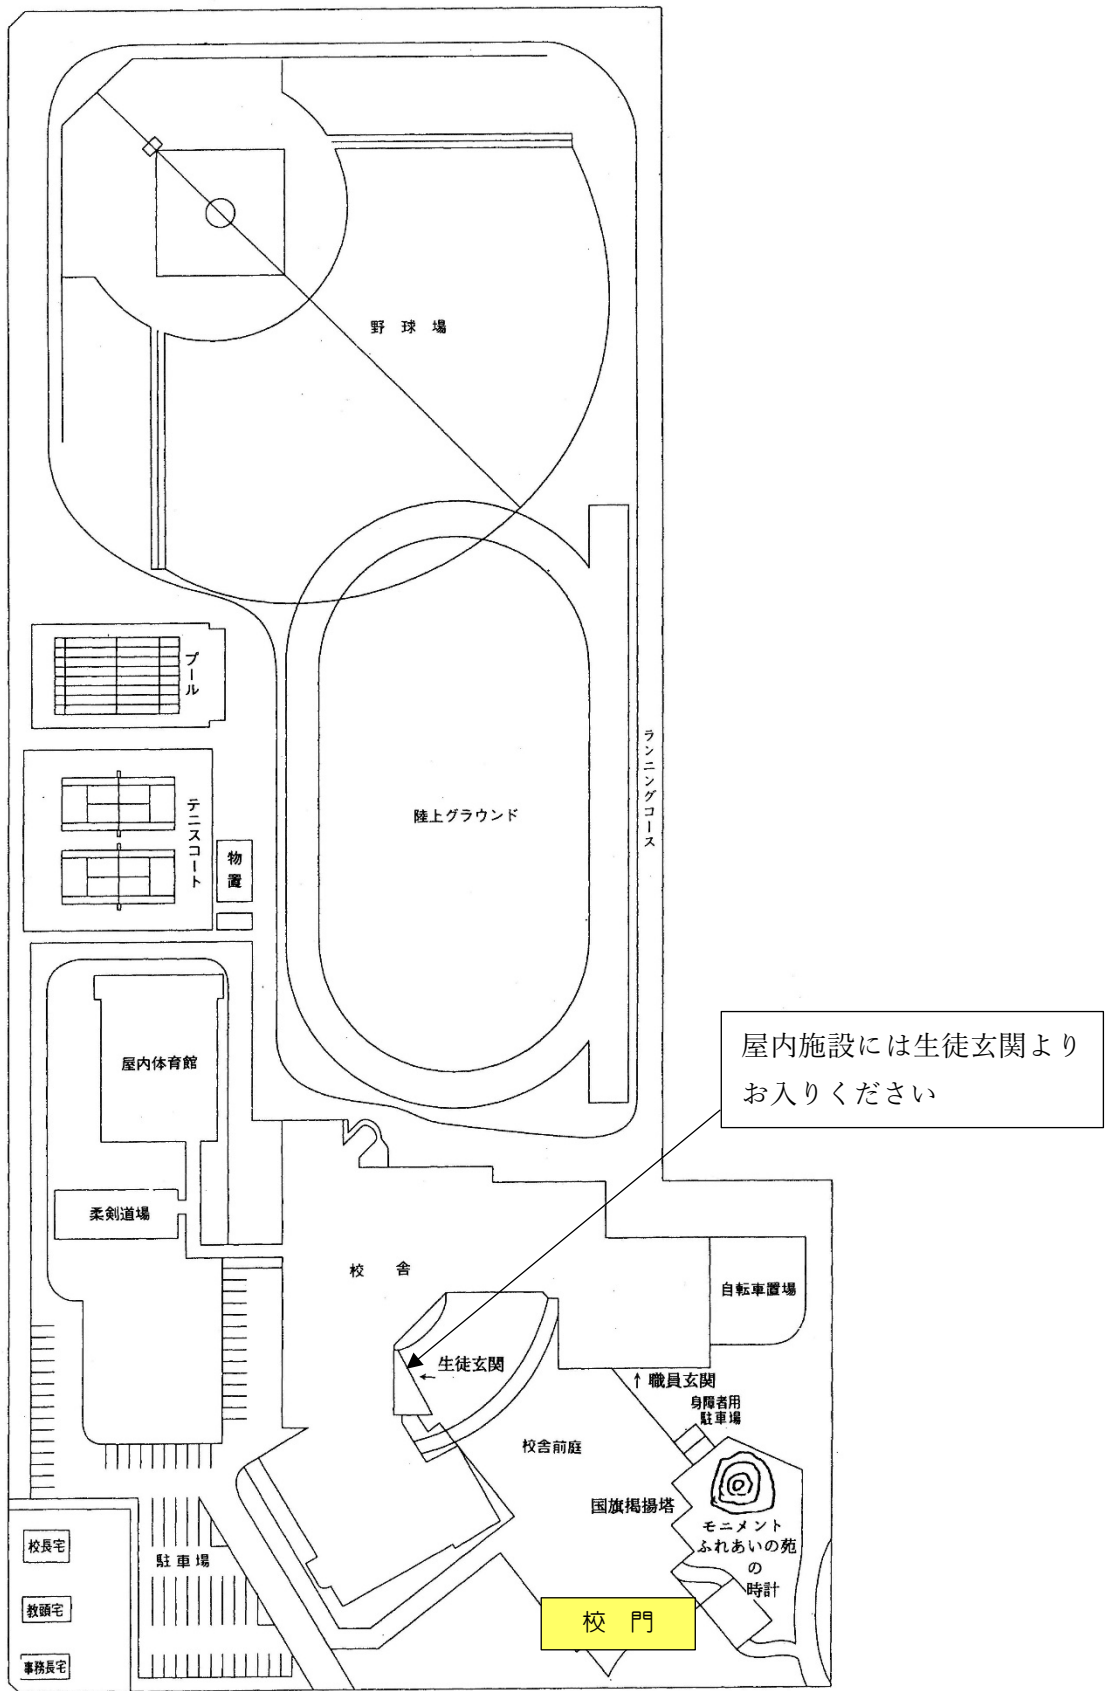 野球場
プール
ランニングコース
テニスコート
陸上グラウンド
物置
屋内施設には生徒玄関より
お入りください
屋内体育館
柔剣道場
校舎
自転車置場
生徒玄関
←
↑ 職員玄関
身障者用
駐車場
校舎前庭
国旗掲揚塔
モニメント
ふれあいの苑
の
時計
校長宅
駐車場
教頭宅
校門
事務長宅